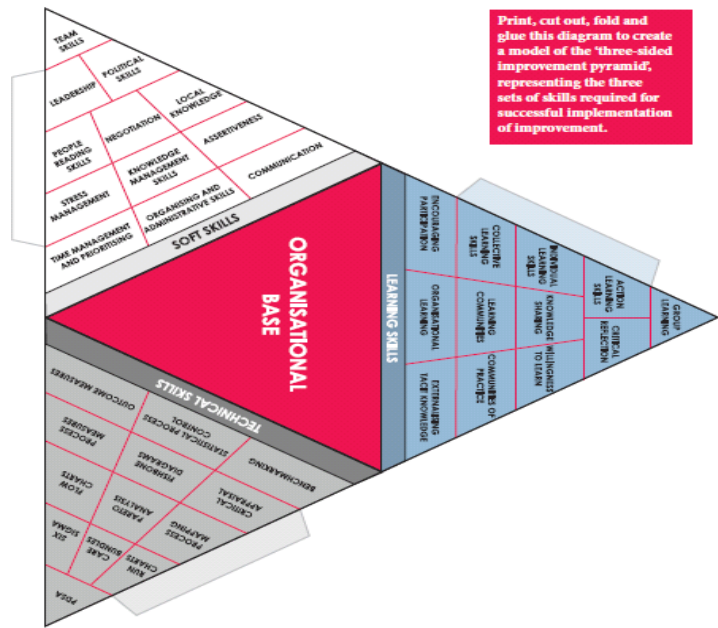 Print, cut out, fold and
glue this diagram to create
a model of the ‘three-sided
improvement pyramid’,
representing the three
sets of skills required for
successful implementation
of improvement.
TEAM
SKILLS
LEADERSHIP
POLITICAL
SKILLS
PEOPLE
READING
SKILLS
NEGOTIATION
LOCAL
KNOWLEDGE
STRESS
MANAGEMENT
KNOWLEDGE
MANAGEMENT
SKILLS
ASSERTIVENESS
TIME MANAGEMENT
AND PRIORITISING
ORGANISING AND
ADMINISTRATIVE SKILLS
COMMUNICATION
SOFT SKILLS
ORGANISATIONAL
BASE
LEARNING SKILLS
ENCOURAGING
PARTICIPATION
ORGANISATIONAL
LEARNING
EXTERNALISING
TACIT KNOWLEDGE
COLLECTIVE
LEARNING
SKILLS
LEARNING
COMMUNITIES
COMMUNITIES OF
PRACTICE
INDIVIDUAL
LEARNING
SKILLS
KNOWLEDGE
SHARING
WILLINGNESS
TO LEARN
ACTION
LEARNING
SKILLS
CRITICAL
REFLECTION
GROUP
LEARNING
TECHNICAL SKILLS
BENCHMARKING
STATISTICAL PROCESS
CONTROL
OUTCOME MEASURES
CRITICAL
APPRAISAL
FISHBONE
DIAGRAMS
PROCESS
MEASURES
PROCESS
MAPPING
PARETO
ANALYSIS
FLOW
CHARTS
RUN
CHARTS
CARE
BUNDLES
SIX
SIGMA
PDSA